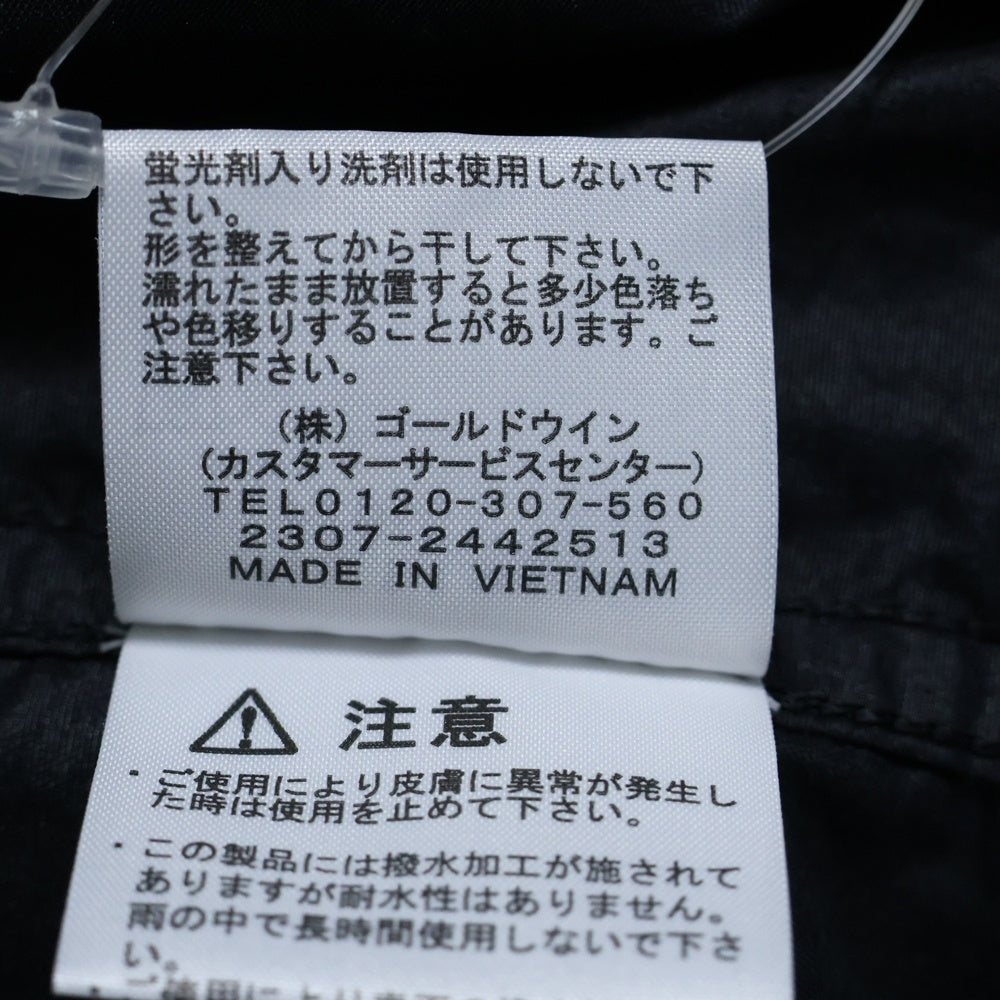 蛍光剤入り洗剤は使用しないで下
さい。
形を整えてから干して下さい。
濡れたまま放置すると多少色落ち
や色移りすることがあります。ご
注意下さい。
（株）ゴールドウイン
（カスタマーサービスセンター）
TEL0120-307-560
2307-2442513
MADE IN VIETNAM
注意
・ご使用により皮膚に異常が発生し
た時は使用を止めて下さい。
・この製品には撥水加工が施されて
ありますが耐水性はありません。
雨の中で長時間使用しないで下さ
い。
・ご使用により